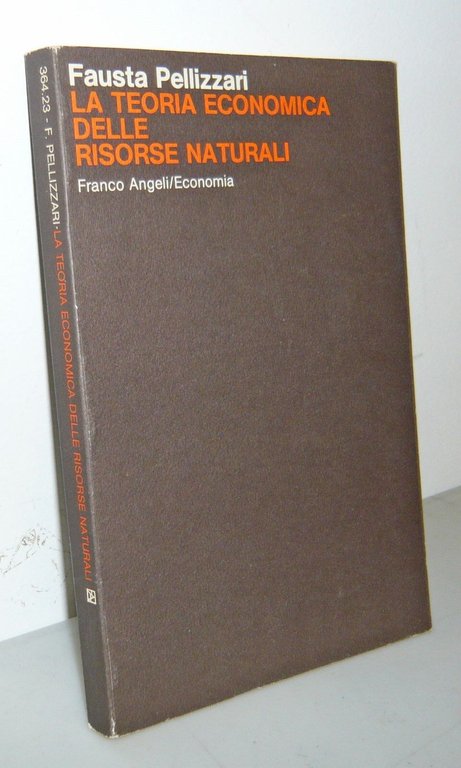 Fausta Pellizzari
LA TEORIA ECONOMICA
DELLE
RISORSE NATURALI
Franco Angeli/Economia
364.23 - F. PELLIZZARI-LA TEORIA ECONOMICA DELLE RISORSE NATURALI